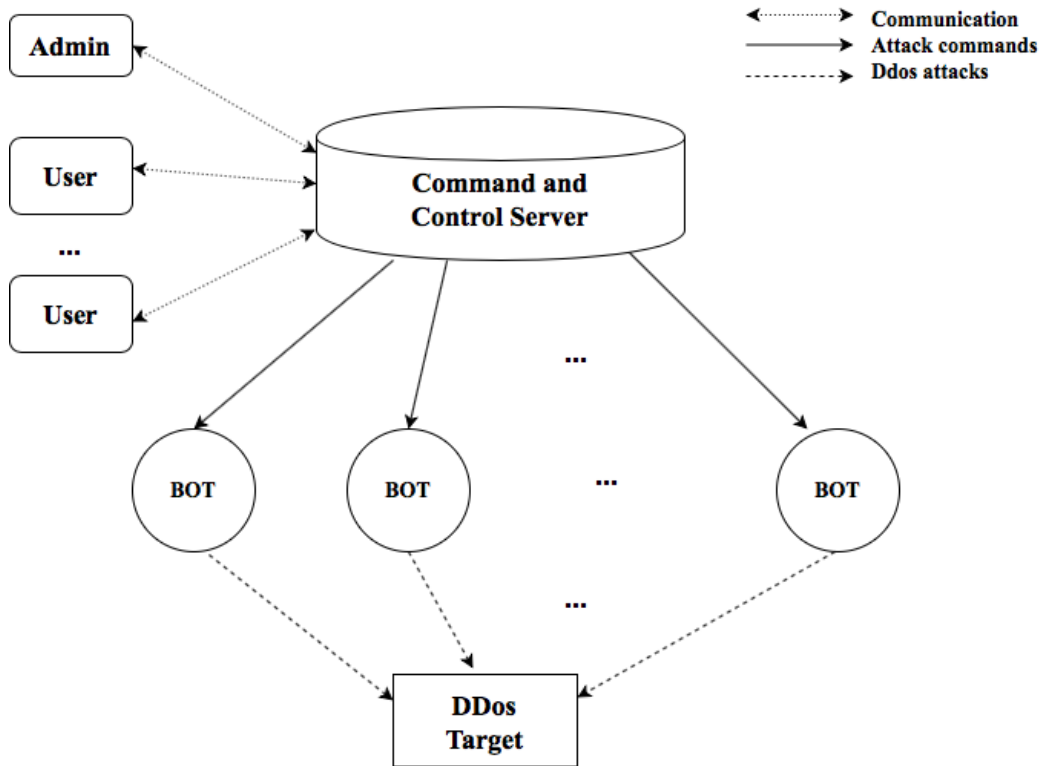 Admin
Communication
Attack commands
Ddos attacks
User
...
User
Command and
Control Server
...
BOT
BOT
...
BOT
...
DDos
Target